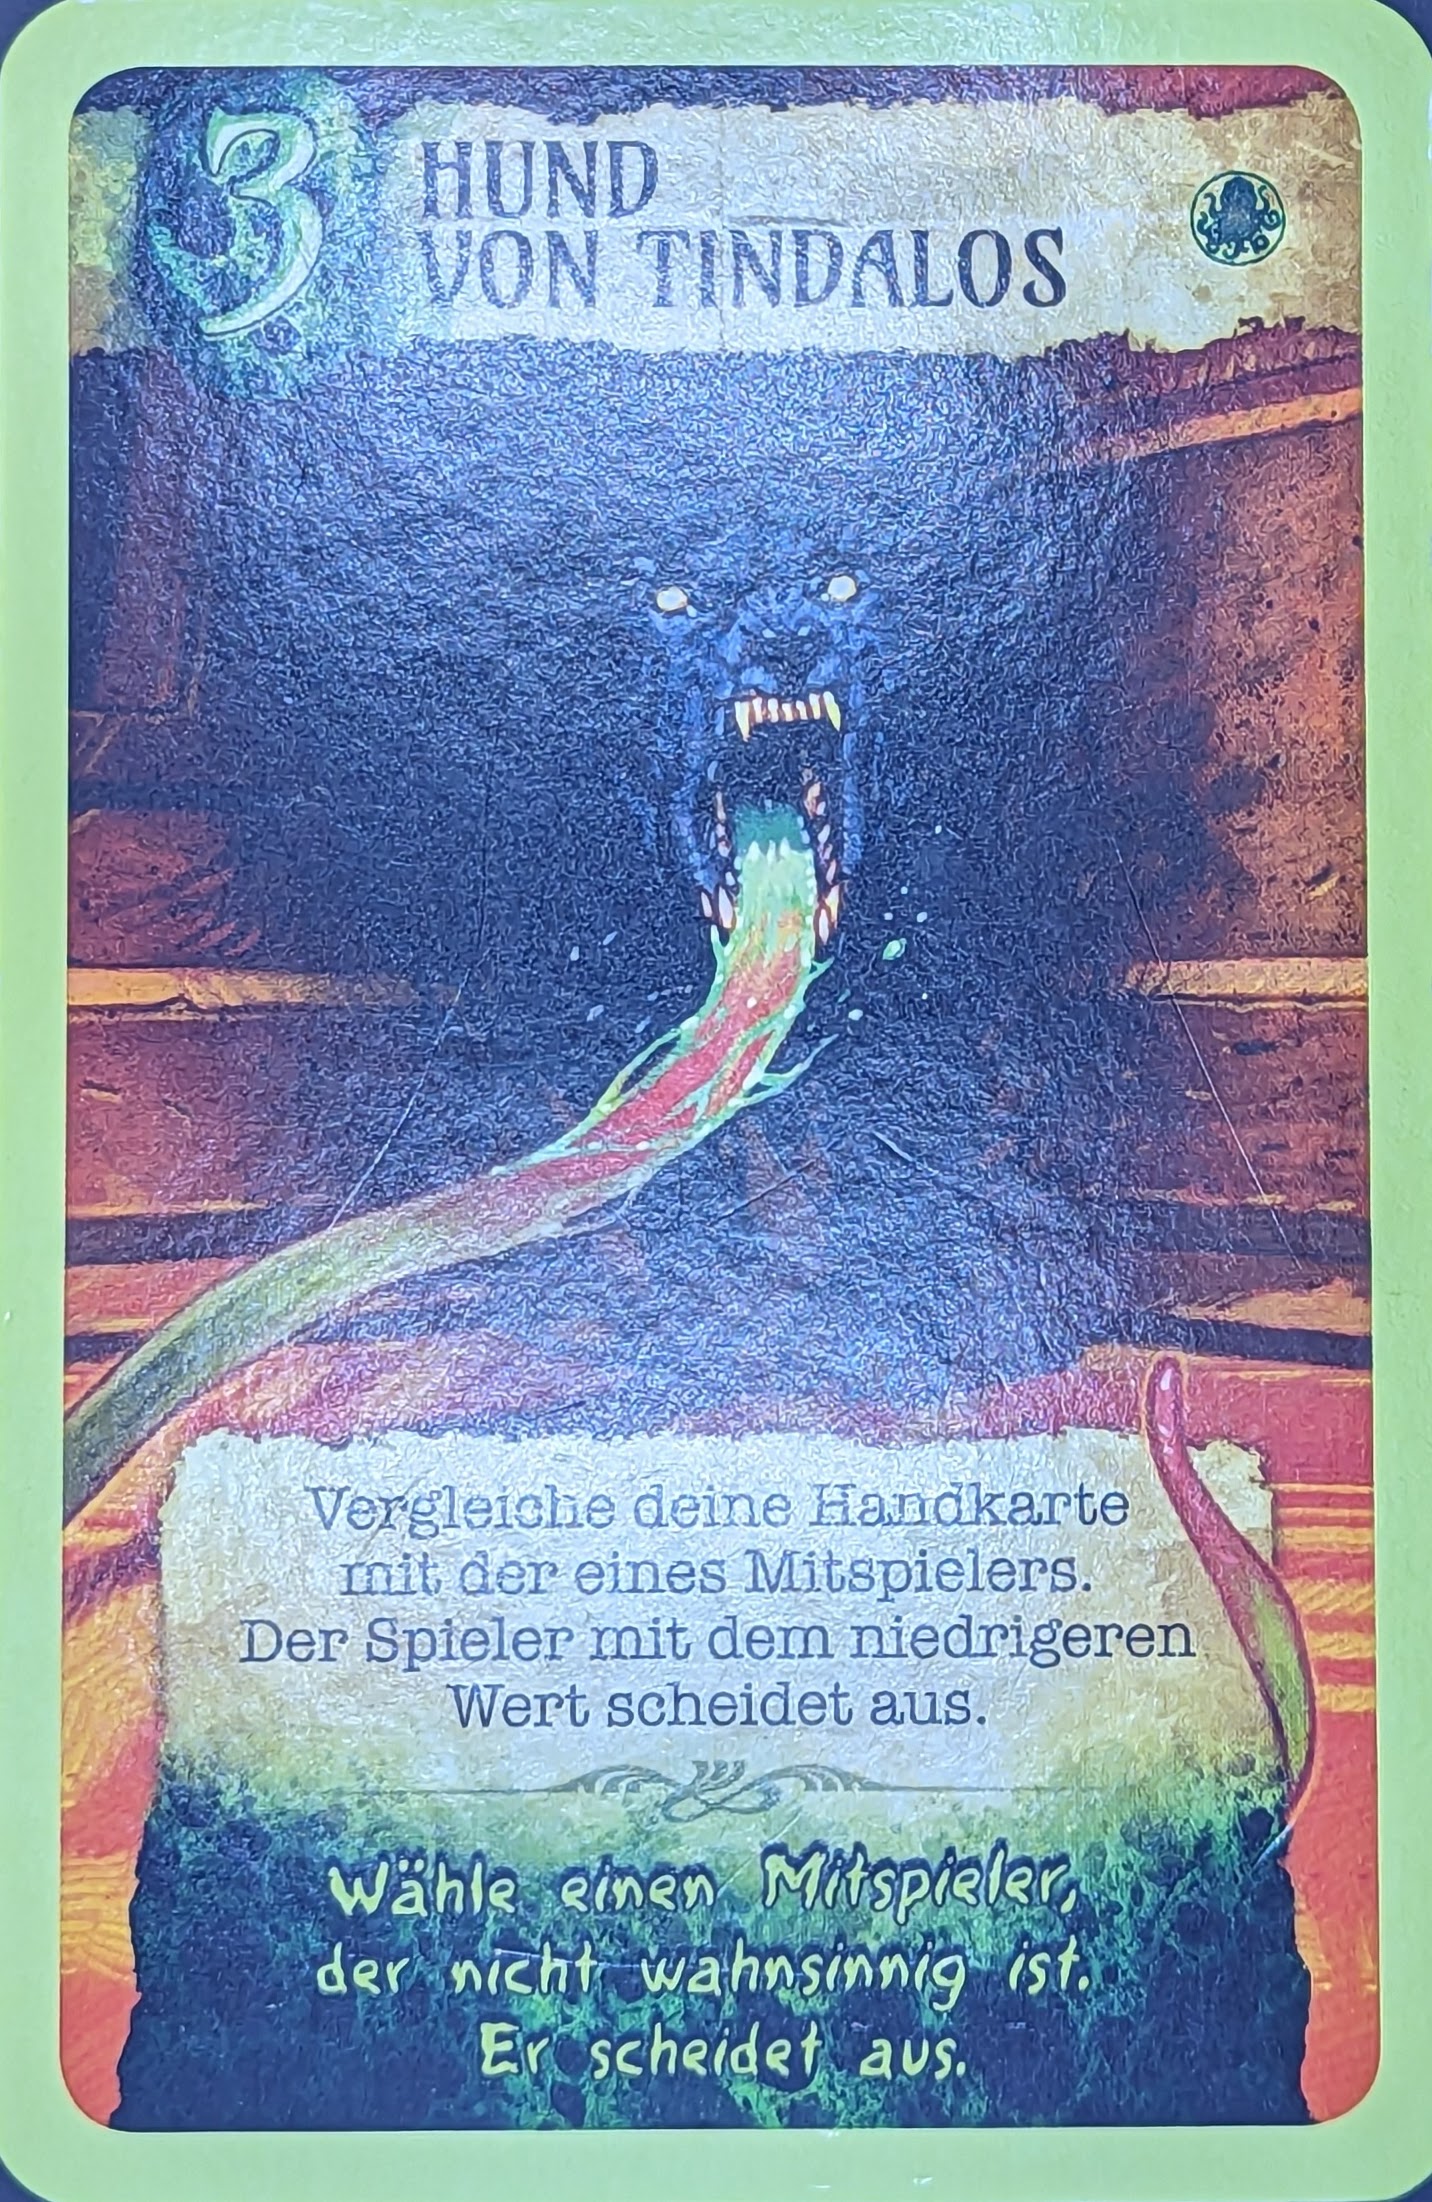 3
HUND
VON TINDALOS
Vergleiche deine Handkarte
mit der eines Mitspielers.
Der Spieler mit dem niedrigeren
Wert scheidet aus.
Wähle einen Mitspieler,
der nicht wahnsinnig ist.
Er scheidet aus.